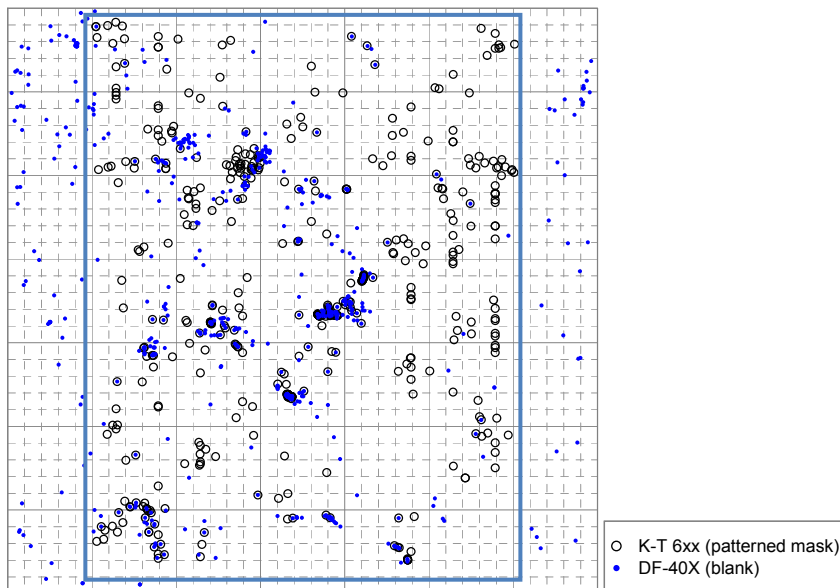 K-T 6xx (patterned mask)
DF-40X (blank)